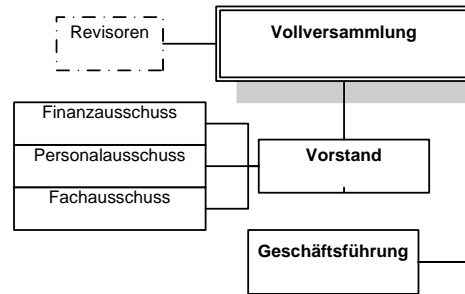 Revisoren
Vollversammlung
Finanzausschuss
Personalausschuss
Fachausschuss
Vorstand
Geschäftsführung